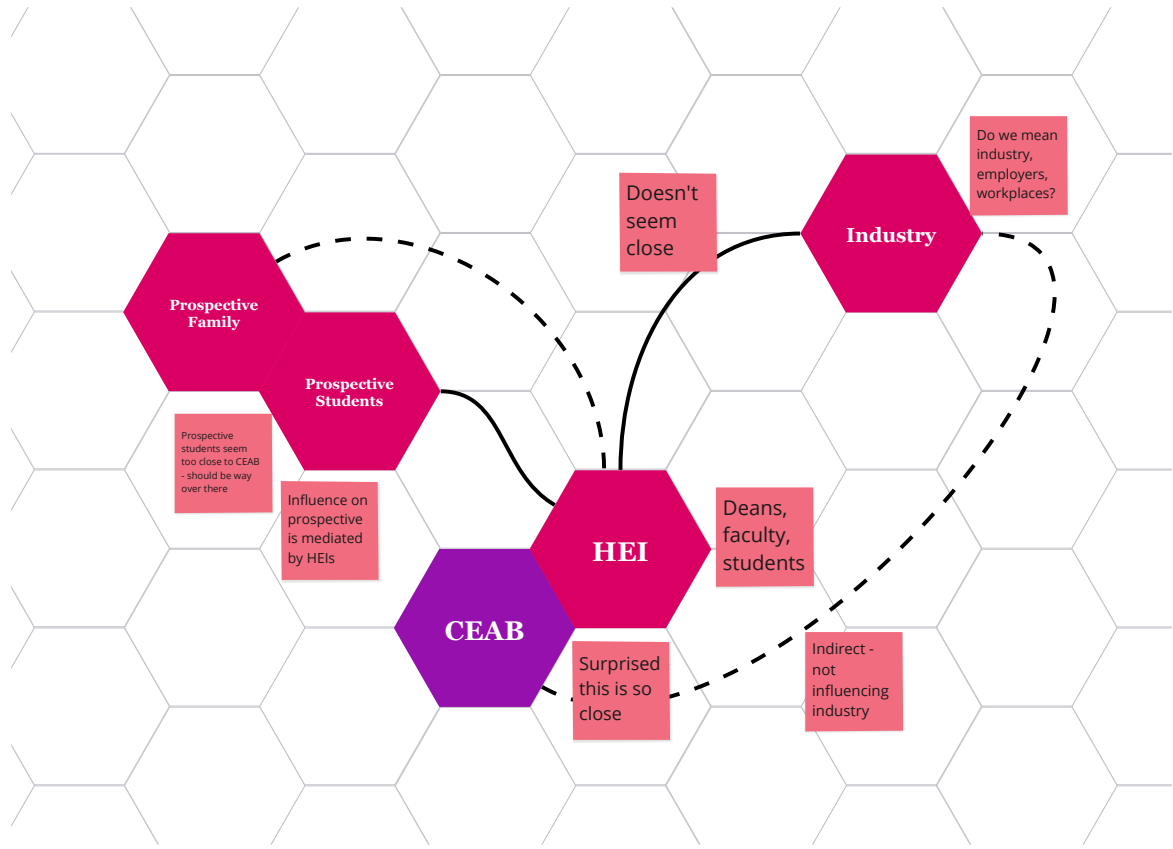 Do we mean
industry,
employers,
workplaces?
Doesn't
seem
close
Industry
Prospective
Family
Prospective
Students
Prospective
students seem
too close to CEAB
- should be way
over there
Influence on
prospective
is mediated
by HEIs
Deans,
faculty,
students
HEI
CEAB
Surprised
this is so
close
Indirect -
not
influencing
industry